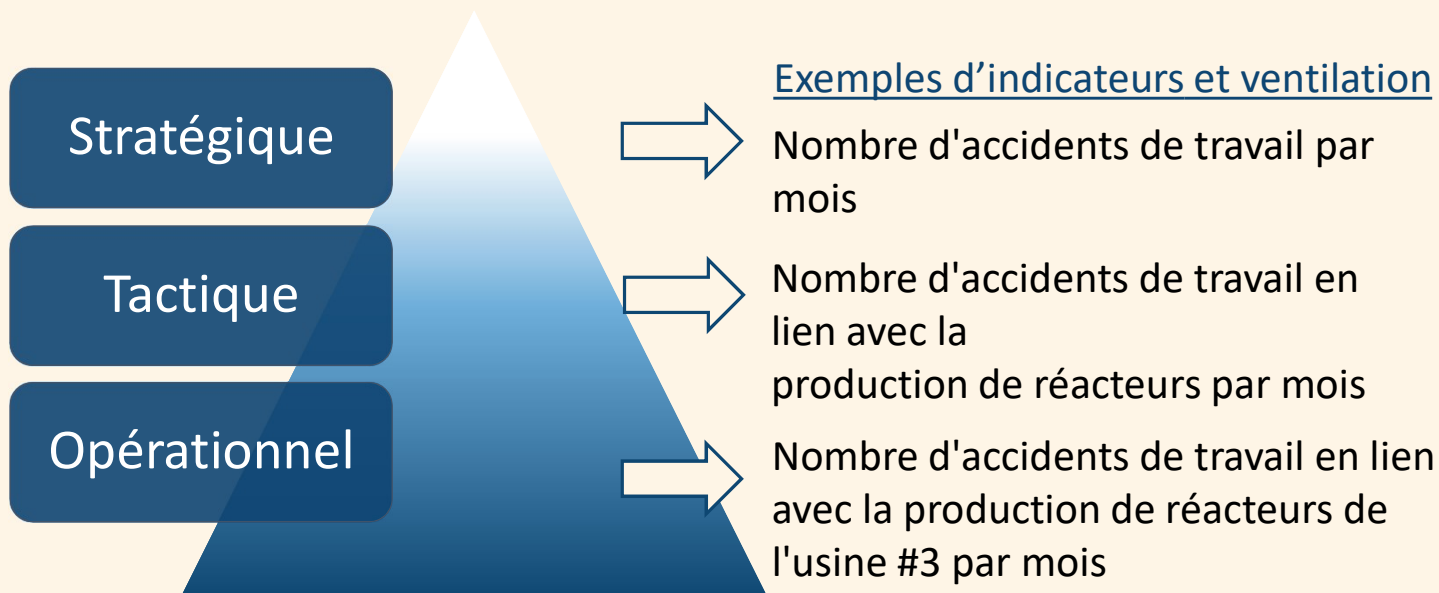 Stratégique
Tactique
Opérationnel
Exemples d’indicateurs et ventilation
Nombre d'accidents de travail par
mois
Nombre d'accidents de travail en
lien avec la
production de réacteurs par mois
Nombre d'accidents de travail en lien
avec la production de réacteurs de
l'usine #3 par mois